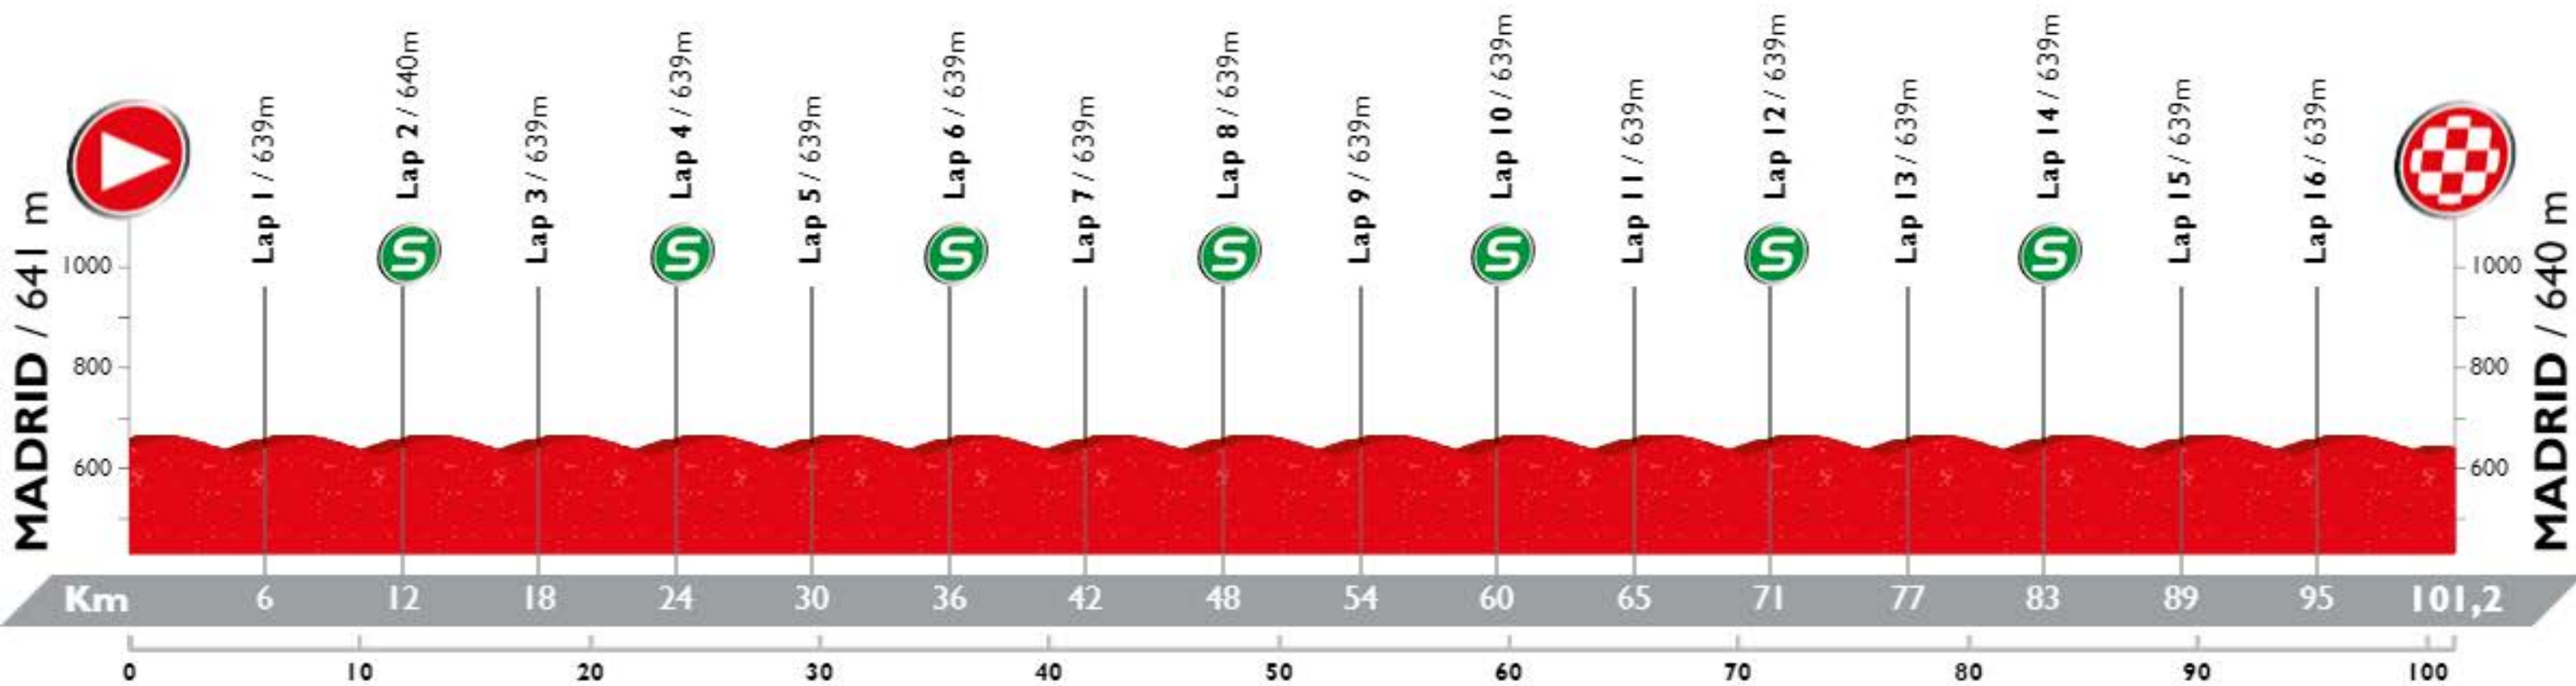 MADRID / 641 m
Lap 1 / 639m
Lap 2 / 640m
Lap 3 / 639m
Lap 4 / 639m
Lap 5 / 639m
Lap 6 / 639m
Lap 7 / 639m
Lap 8 / 639m
Lap 9 / 639m
Lap 10 / 639m
Lap 11 / 639m
Lap 12 / 639m
Lap 13 / 639m
Lap 14 / 639m
Lap 15 / 639m
Lap 16 / 639m
MADRID / 640 m
S S S S S S S
1000 1000
800 800
600 600
Km 6 12 18 24 30 36 42 48 54 60 65 71 77 83 89 95 101,2
0 10 20 30 40 50 60 70 80 90 100